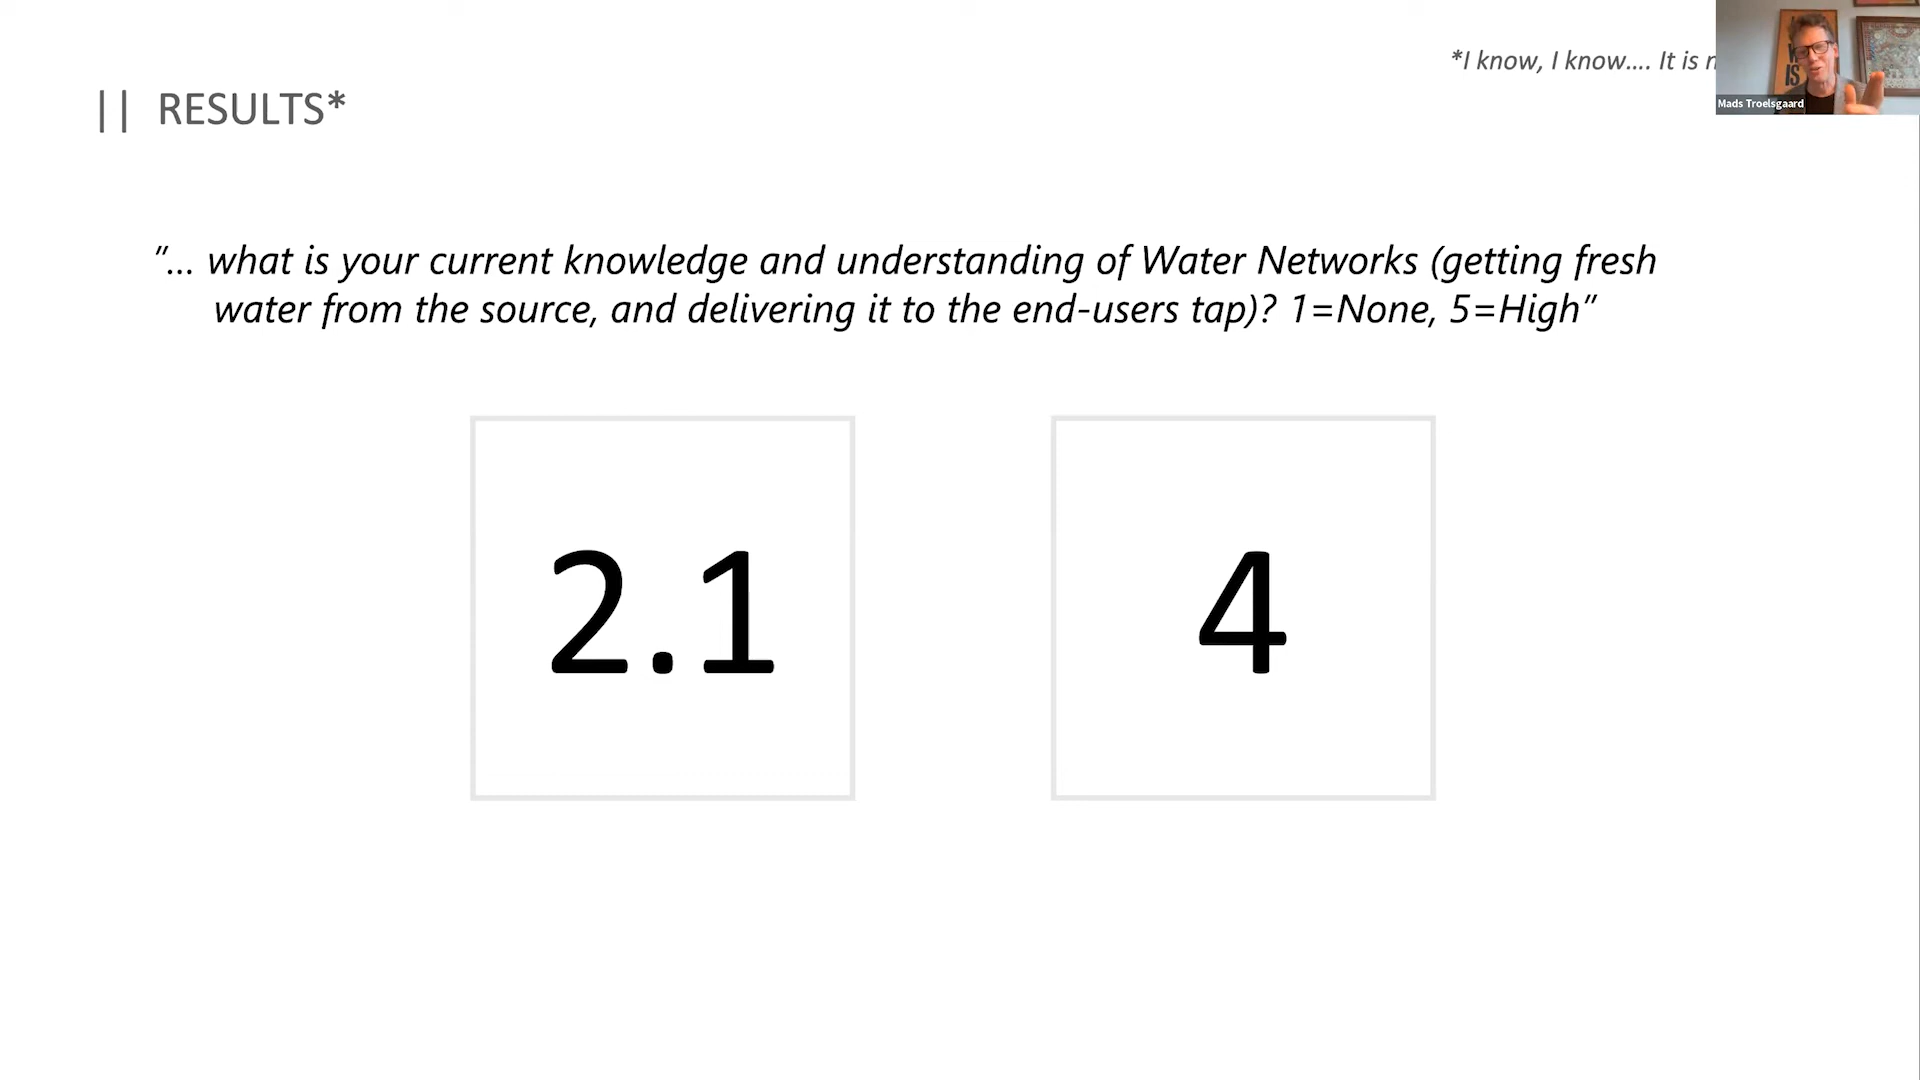 *I know, I know.... It is
Mads Troelsgaard
|| RESULTS*
"... what is your current knowledge and understanding of Water Networks (getting fresh
water from the source, and delivering it to the end-users tap)? 1=None, 5=High"
2.1
4